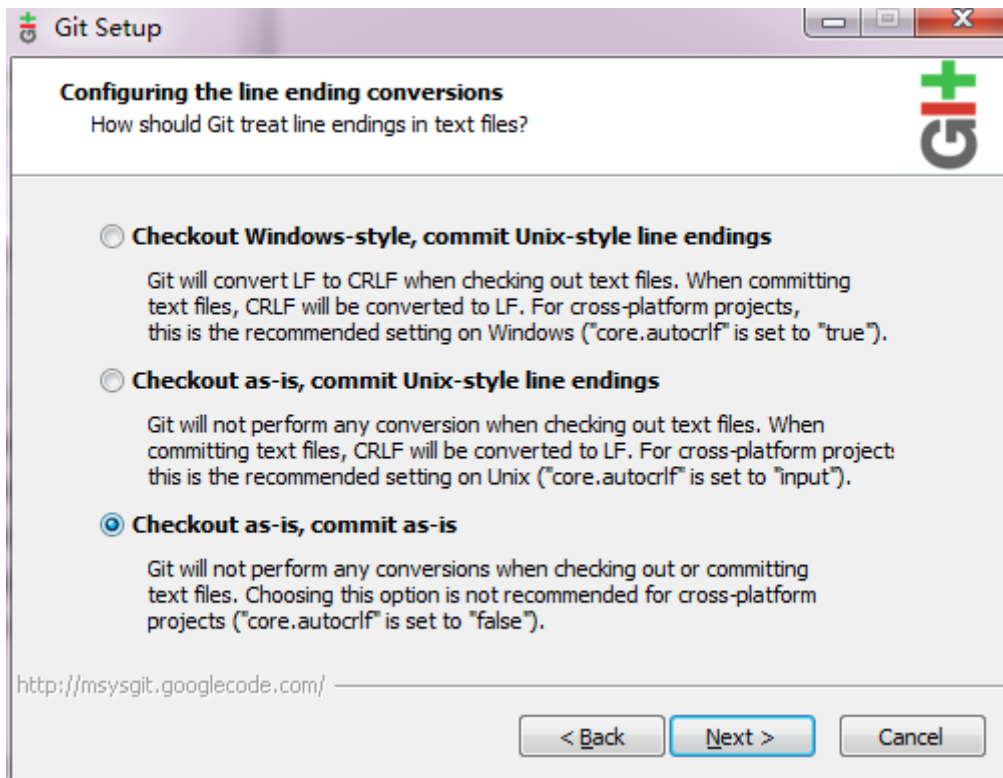 Git Setup
Configuring the line ending conversions
How should Git treat line endings in text files?
GIT
Checkout Windows-style, commit Unix-style line endings
Git will convert LF to CRLF when checking out text files. When committing
text files, CRLF will be converted to LF. For cross-platform projects,
this is the recommended setting on Windows ("core.autocrlf" is set to "true").
Checkout as-is, commit Unix-style line endings
Git will not perform any conversion when checking out text files. When
committing text files, CRLF will be converted to LF. For cross-platform project
this is the recommended setting on Unix ("core.autocrlf" is set to "input").
Checkout as-is, commit as-is
Git will not perform any conversions when checking out or committing
text files. Choosing this option is not recommended for cross-platform
projects ("core.autocrlf" is set to "false").
http://msysgit.googlecode.com/
< Back Next > Cancel